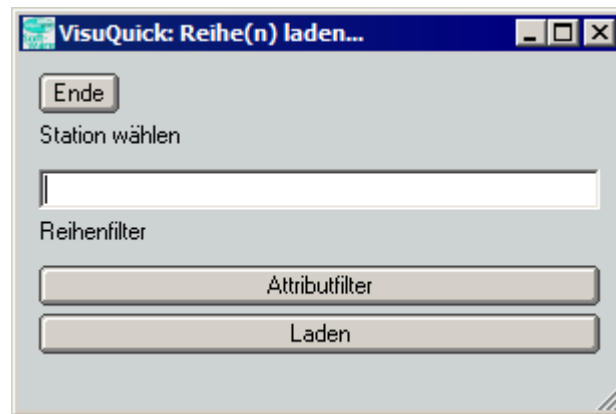 VisuQuick: Reihe(n) laden...
Ende
Station wählen
Reihenfilter
Attributfilter
Laden